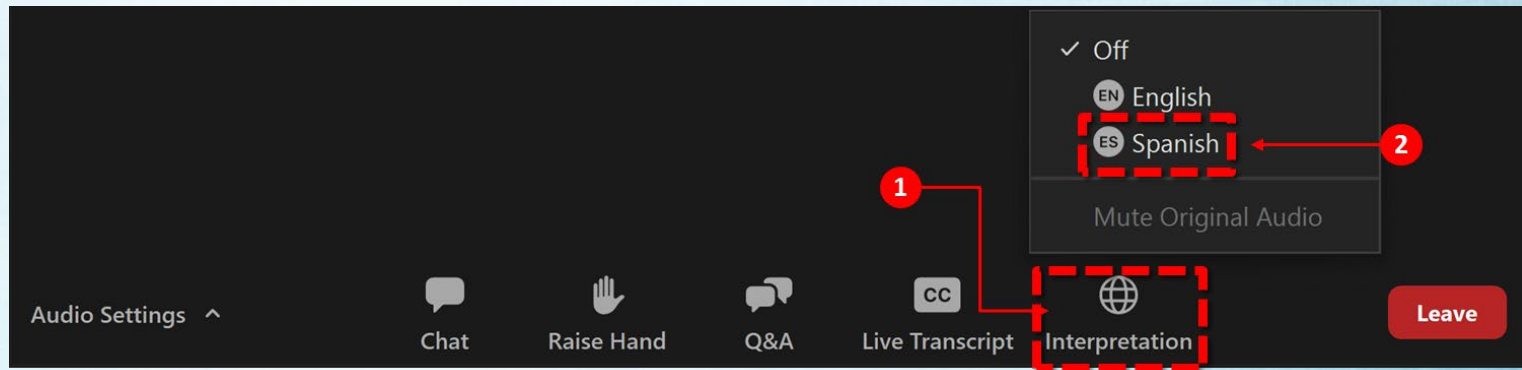 ✓ Off
EN English
ES Spanish
2
1
Mute Original Audio
Audio Settings ^
CC
Chat
Raise Hand
Q&A
Live Transcript
Interpretation
Leave